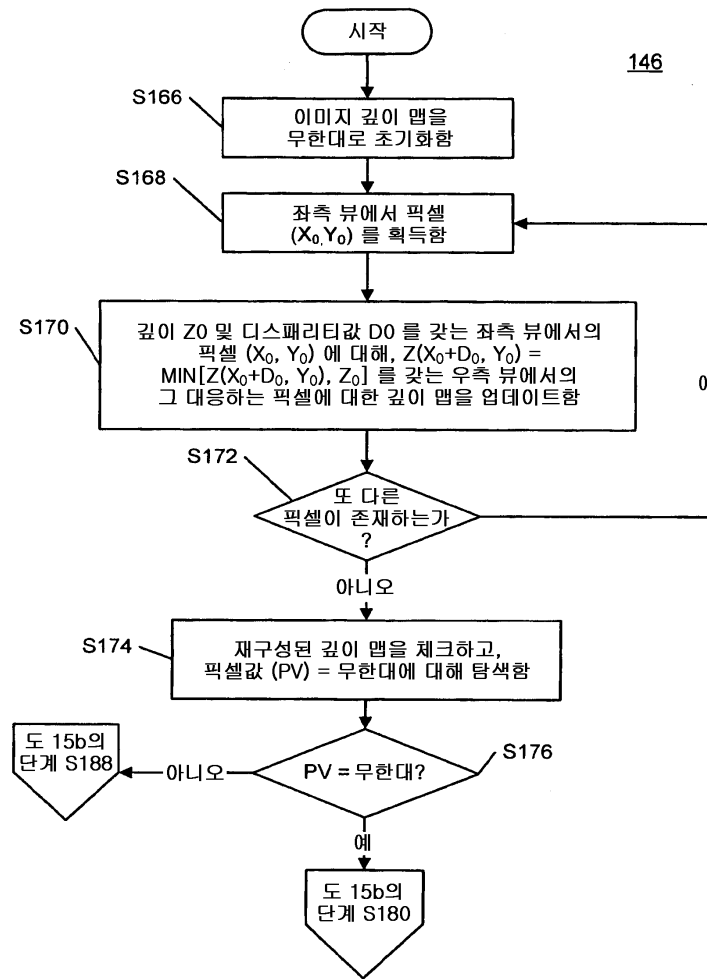 시작
146
S166
이미지 깊이 맵을
무한대로 초기화함
S168
좌측 뷰에서 픽셀
(X₀,Y₀) 를 획득함
S170
깊이 Z0 및 디스패리티값 D0 를 갖는 좌측 뷰에서의
픽셀 (X₀, Y₀) 에 대해, Z(X₀+D₀, Y₀) =
MIN[Z(X₀+D₀, Y₀), Z₀] 를 갖는 우측 뷰에서의
그 대응하는 픽셀에 대한 깊이 맵을 업데이트함
S172
또 다른
픽셀이 존재하는가
?
아니오
S174
재구성된 깊이 맵을 체크하고,
픽셀값 (PV) = 무한대에 대해 탐색함
도 15b의
단계 S188
아니오
PV = 무한대?
S176
예
도 15b의
단계 S180